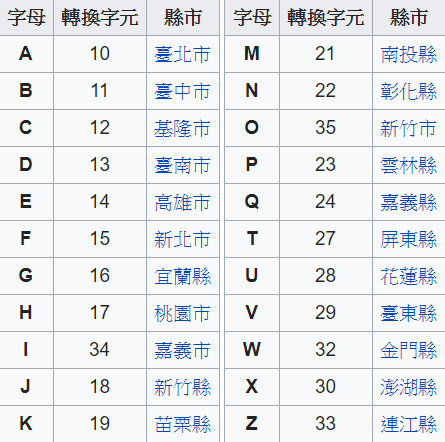 字母 轉換字元 縣市 字母 轉換字元 縣市
A 10 臺北市 M 21 南投縣
B 11 臺中市 N 22 彰化縣
C 12 基隆市 O 35 新竹市
D 13 臺南市 P 23 雲林縣
E 14 高雄市 Q 24 嘉義縣
F 15 新北市 T 27 屏東縣
G 16 宜蘭縣 U 28 花蓮縣
H 17 桃園市 V 29 臺東縣
I 34 嘉義市 W 32 金門縣
J 18 新竹縣 X 30 澎湖縣
K 19 苗栗縣 Z 33 連江縣